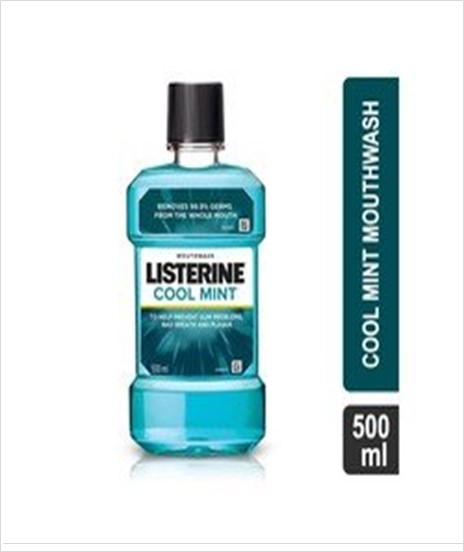 REMOVES 99.9% GERMS
FROM THE WHOLE MOUTH
MOUTHWASH
LISTERINE
COOL MINT
TO HELP PREVENT GUM PROBLEMS,
BAD BREATH AND PLAQUE
500 ml
COOL MINT MOUTHWASH
500
ml